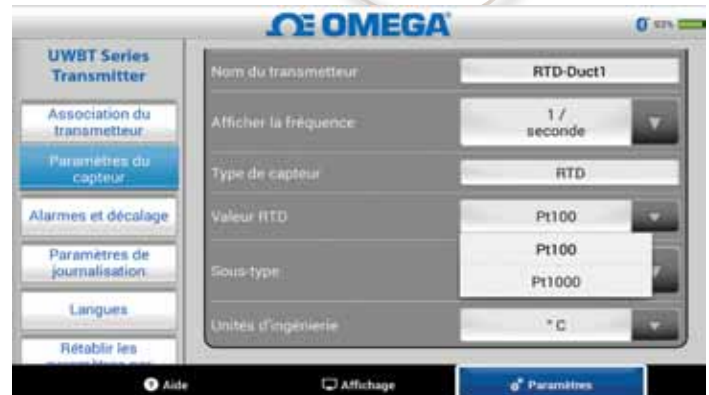 OMEGA
93%
UWBT Series
Transmitter
Association du
transmetteur
Paramètres du
capteur
Alarmes et décalage
Paramètres de
journalisation
Langues
Rétablir les
Nom du transmetteur
RTD-Duct1
Afficher la fréquence
1 /
seconde
Type de capteur
RTD
Valeur RTD
Pt100
Pt100
Pt1000
Sous-type
Unités d'ingénierie
° C
Aide
Affichage
Paramètres